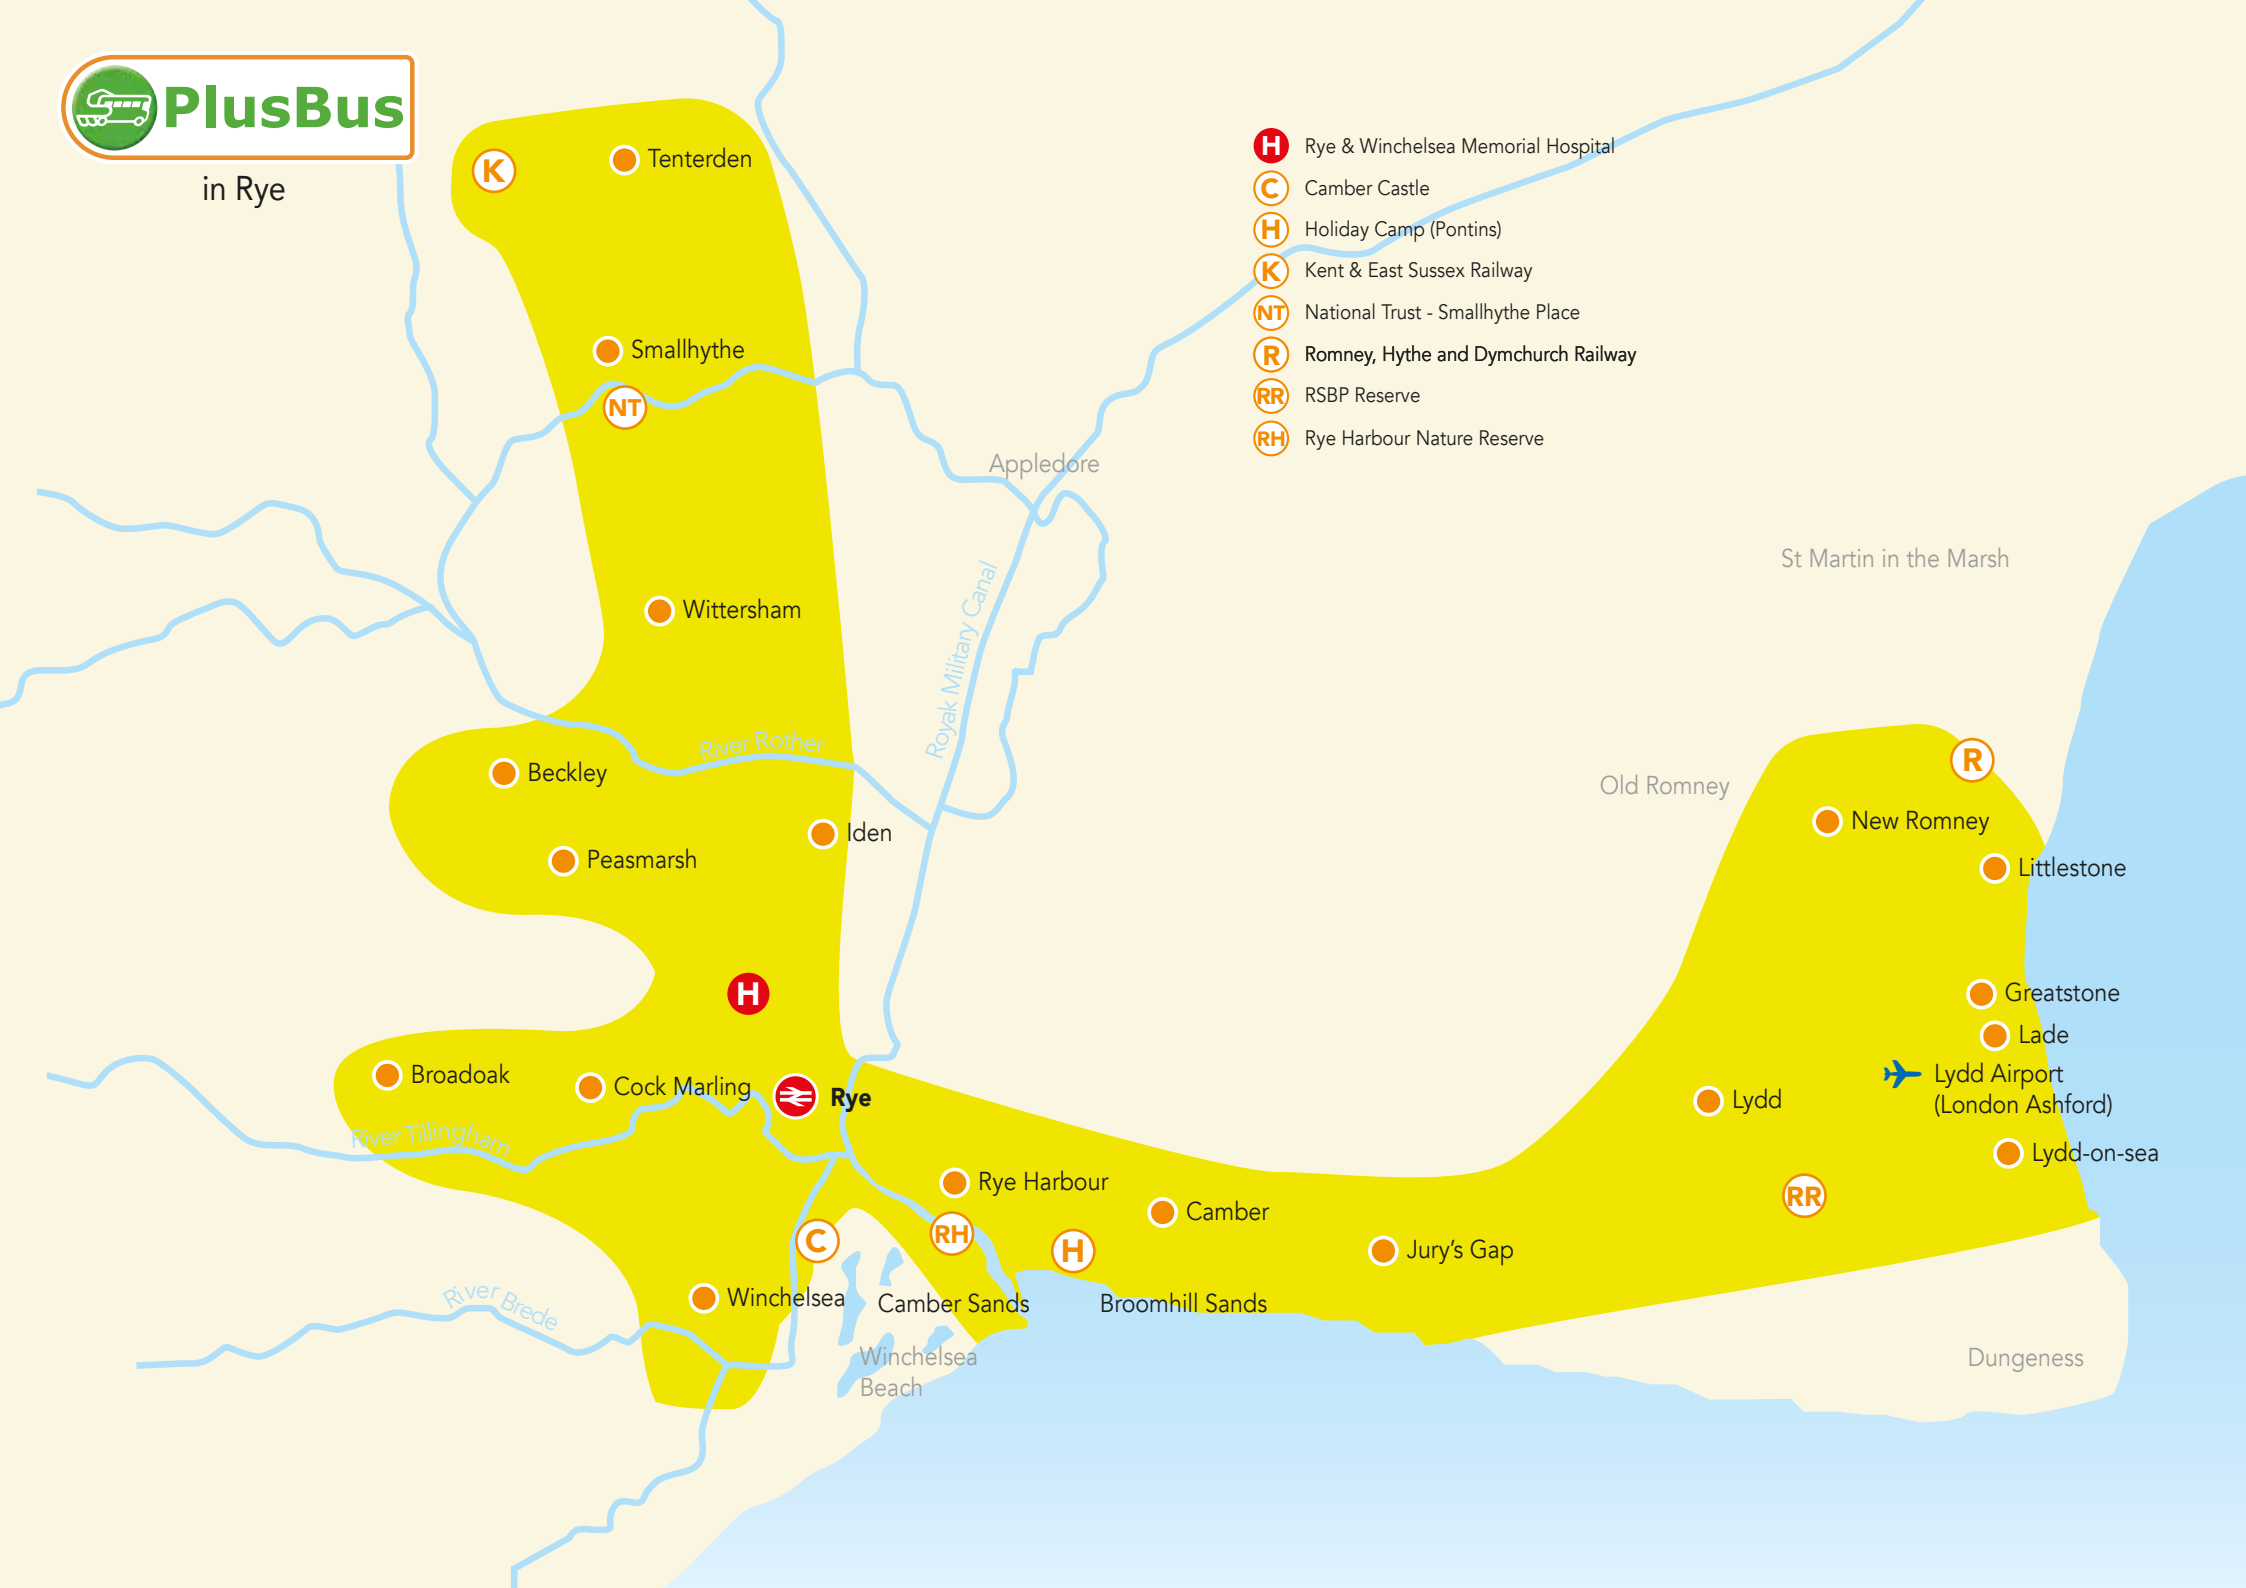 PlusBus
in Rye
H Rye & Winchelsea Memorial Hospital
C Camber Castle
H Holiday Camp (Pontins)
K Kent & East Sussex Railway
NT National Trust - Smallhythe Place
R Romney, Hythe and Dymchurch Railway
RR RSBP Reserve
RH Rye Harbour Nature Reserve
K
Tenterden
Smallhythe
NT
Appledore
St Martin in the Marsh
Royak Military Canal
Wittersham
River Rother
Beckley
Iden
Peasmarsh
Old Romney
R
New Romney
Littlestone
H
Greatstone
Lade
Broadoak
Cock Marling
Rye
Lydd Airport
(London Ashford)
Lydd
River Tillingham
Lydd-on-sea
Rye Harbour
RR
Camber
C
RH
H
Jury's Gap
River Brede
Winchelsea
Camber Sands
Broomhill Sands
Winchelsea
Beach
Dungeness